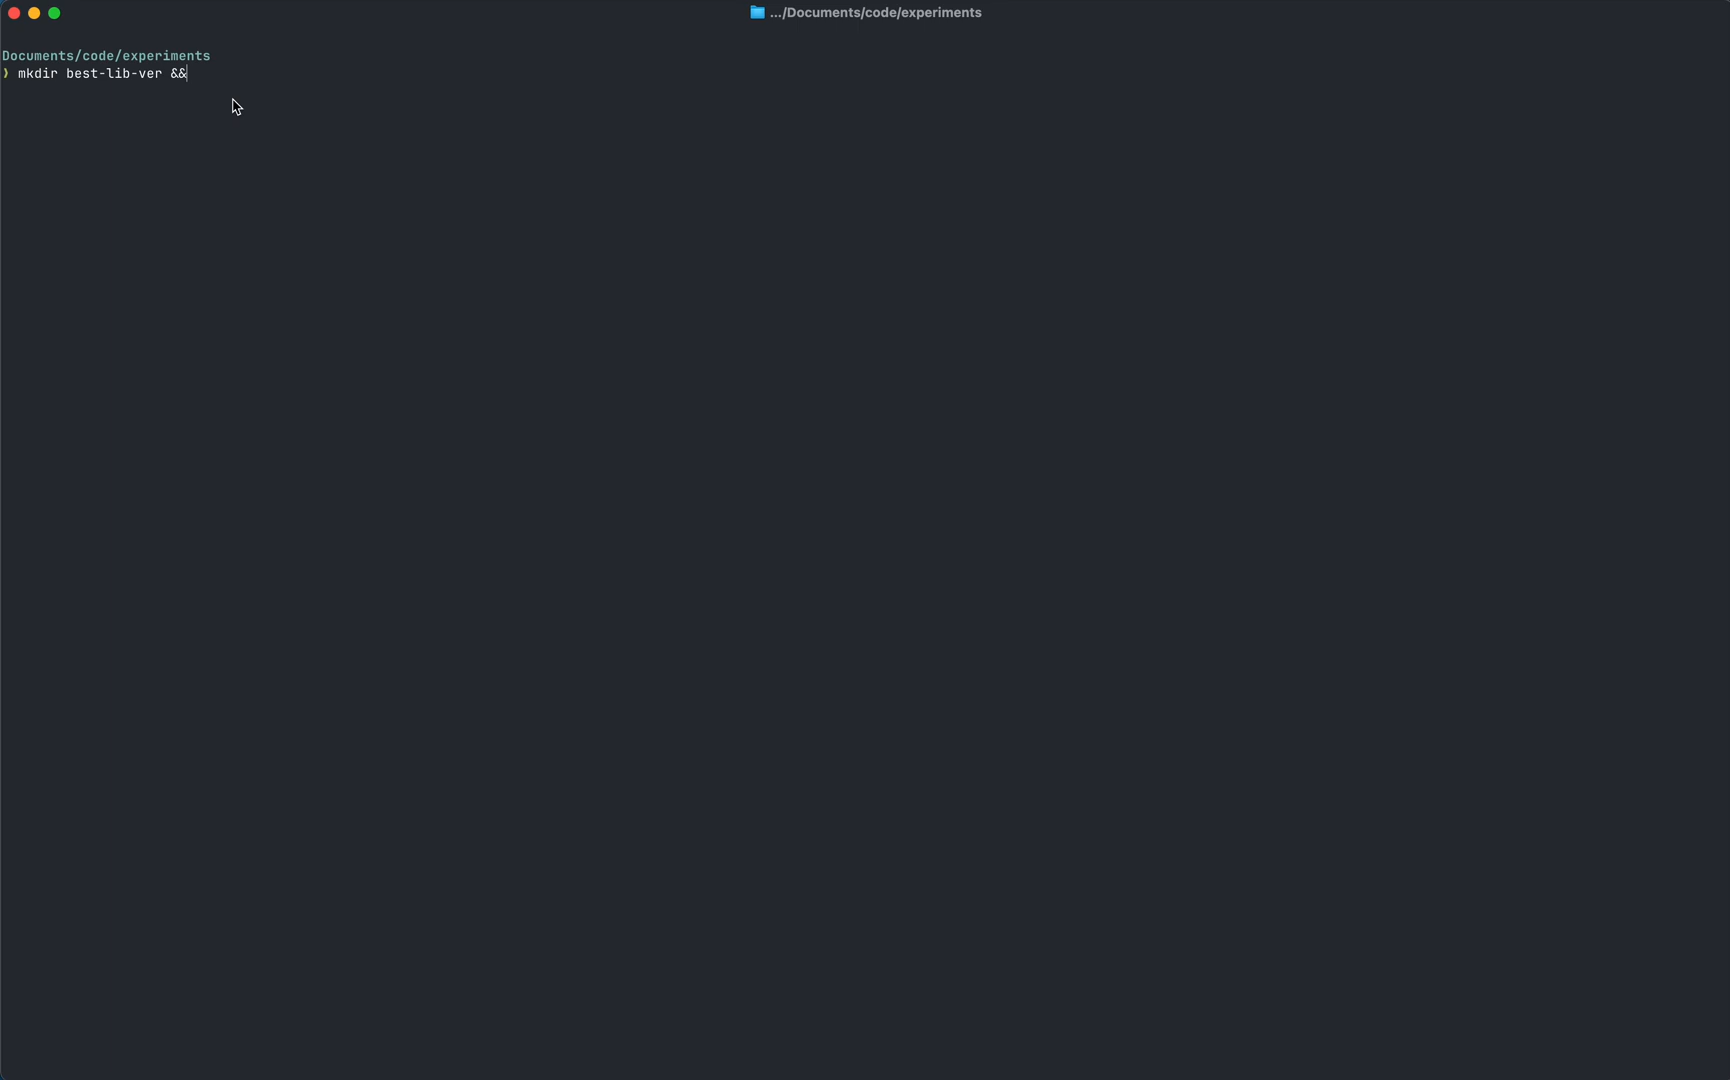 .../Documents/code/experiments
Documents/code/experiments
❯ mkdir best-lib-ver &&